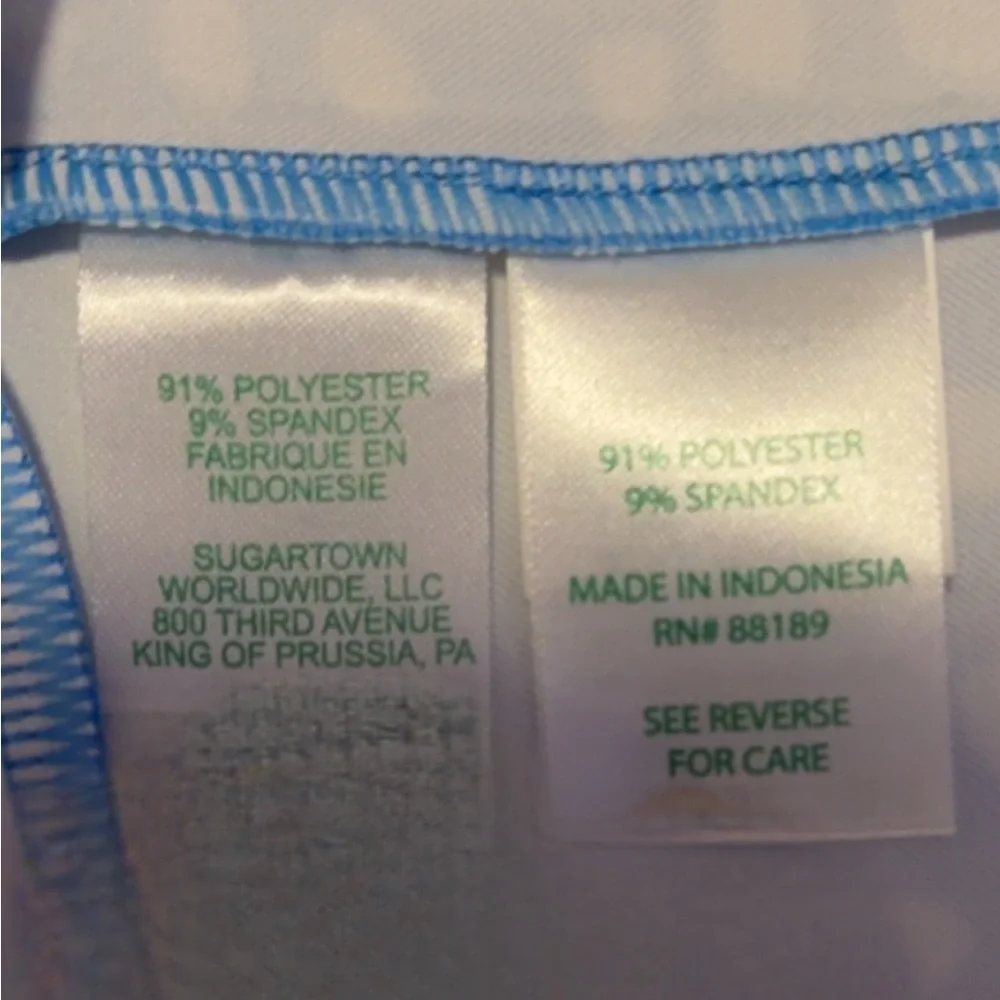 91% POLYESTER
9% SPANDEX
FABRIQUE EN
INDONESIE
SUGARTOWN
WORLDWIDE, LLC
800 THIRD AVENUE
KING OF PRUSSIA, PA
91% POLYESTER
9% SPANDEX
MADE IN INDONESIA
RN# 88189
SEE REVERSE
FOR CARE